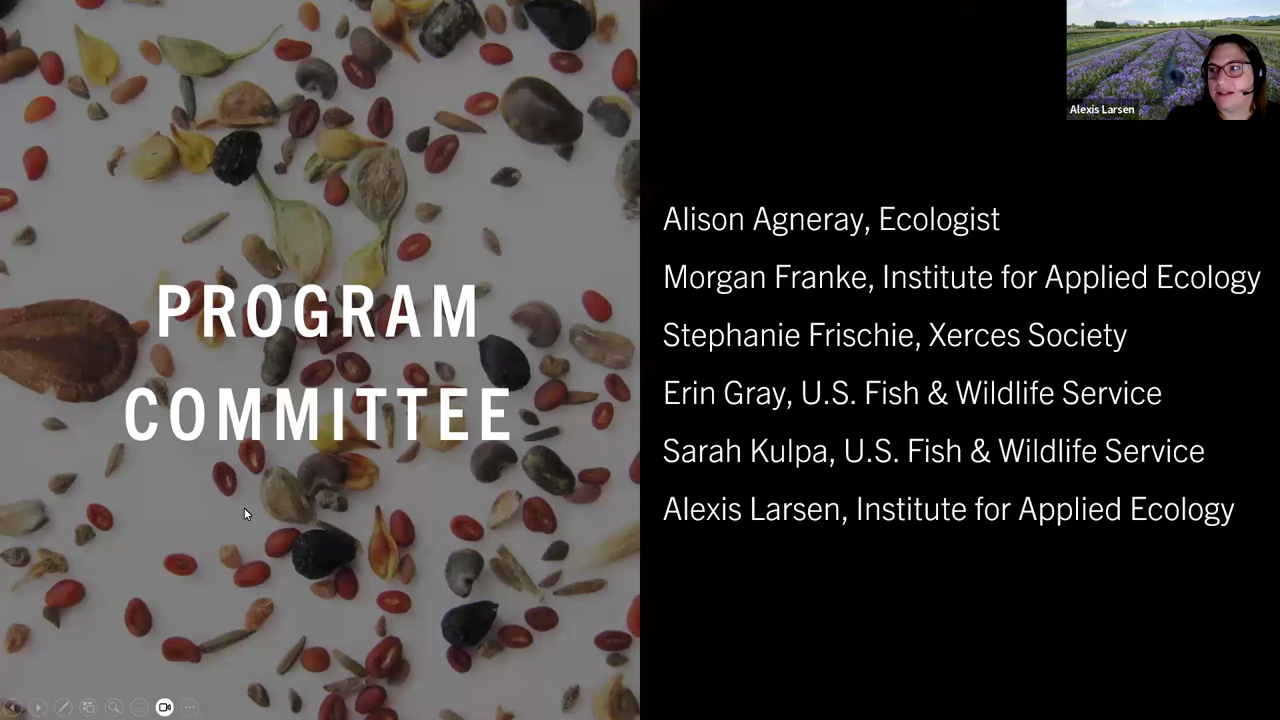 PROGRAM
COMMITTEE
Alison Agneray, Ecologist
Morgan Franke, Institute for Applied Ecology
Stephanie Frischie, Xerces Society
Erin Gray, U.S. Fish & Wildlife Service
Sarah Kulpa, U.S. Fish & Wildlife Service
Alexis Larsen, Institute for Applied Ecology
Alexis Larsen